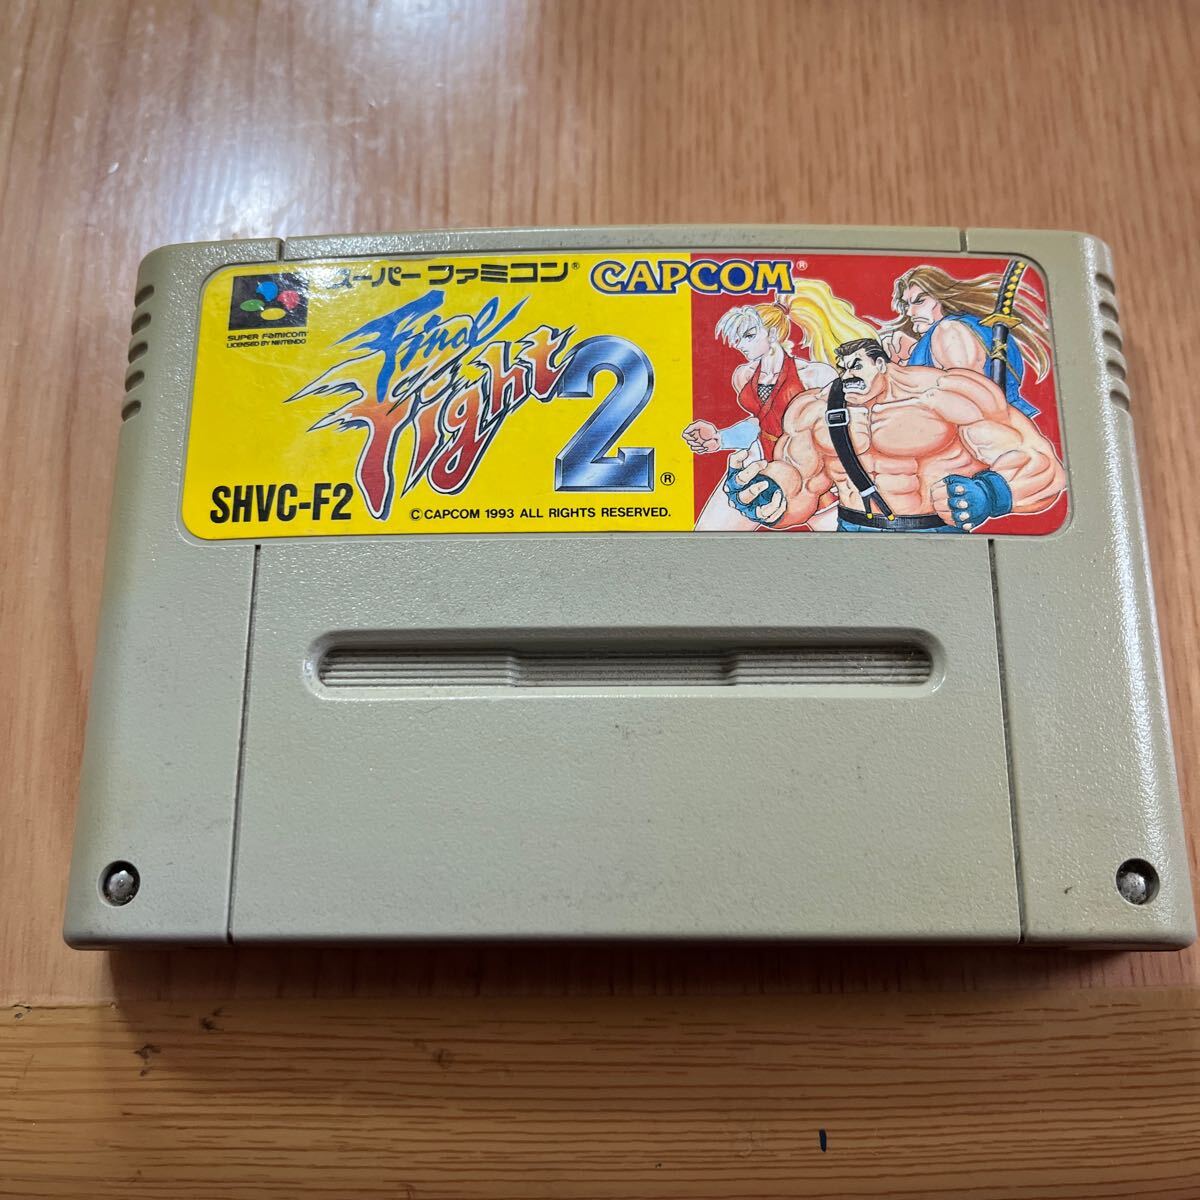 スーパーファミコン®
CAPCOM®
SUPER FAMICOM™
LICENSED BY NINTENDO
Final
Fight 2®
SHVC-F2
©CAPCOM 1993 ALL RIGHTS RESERVED.